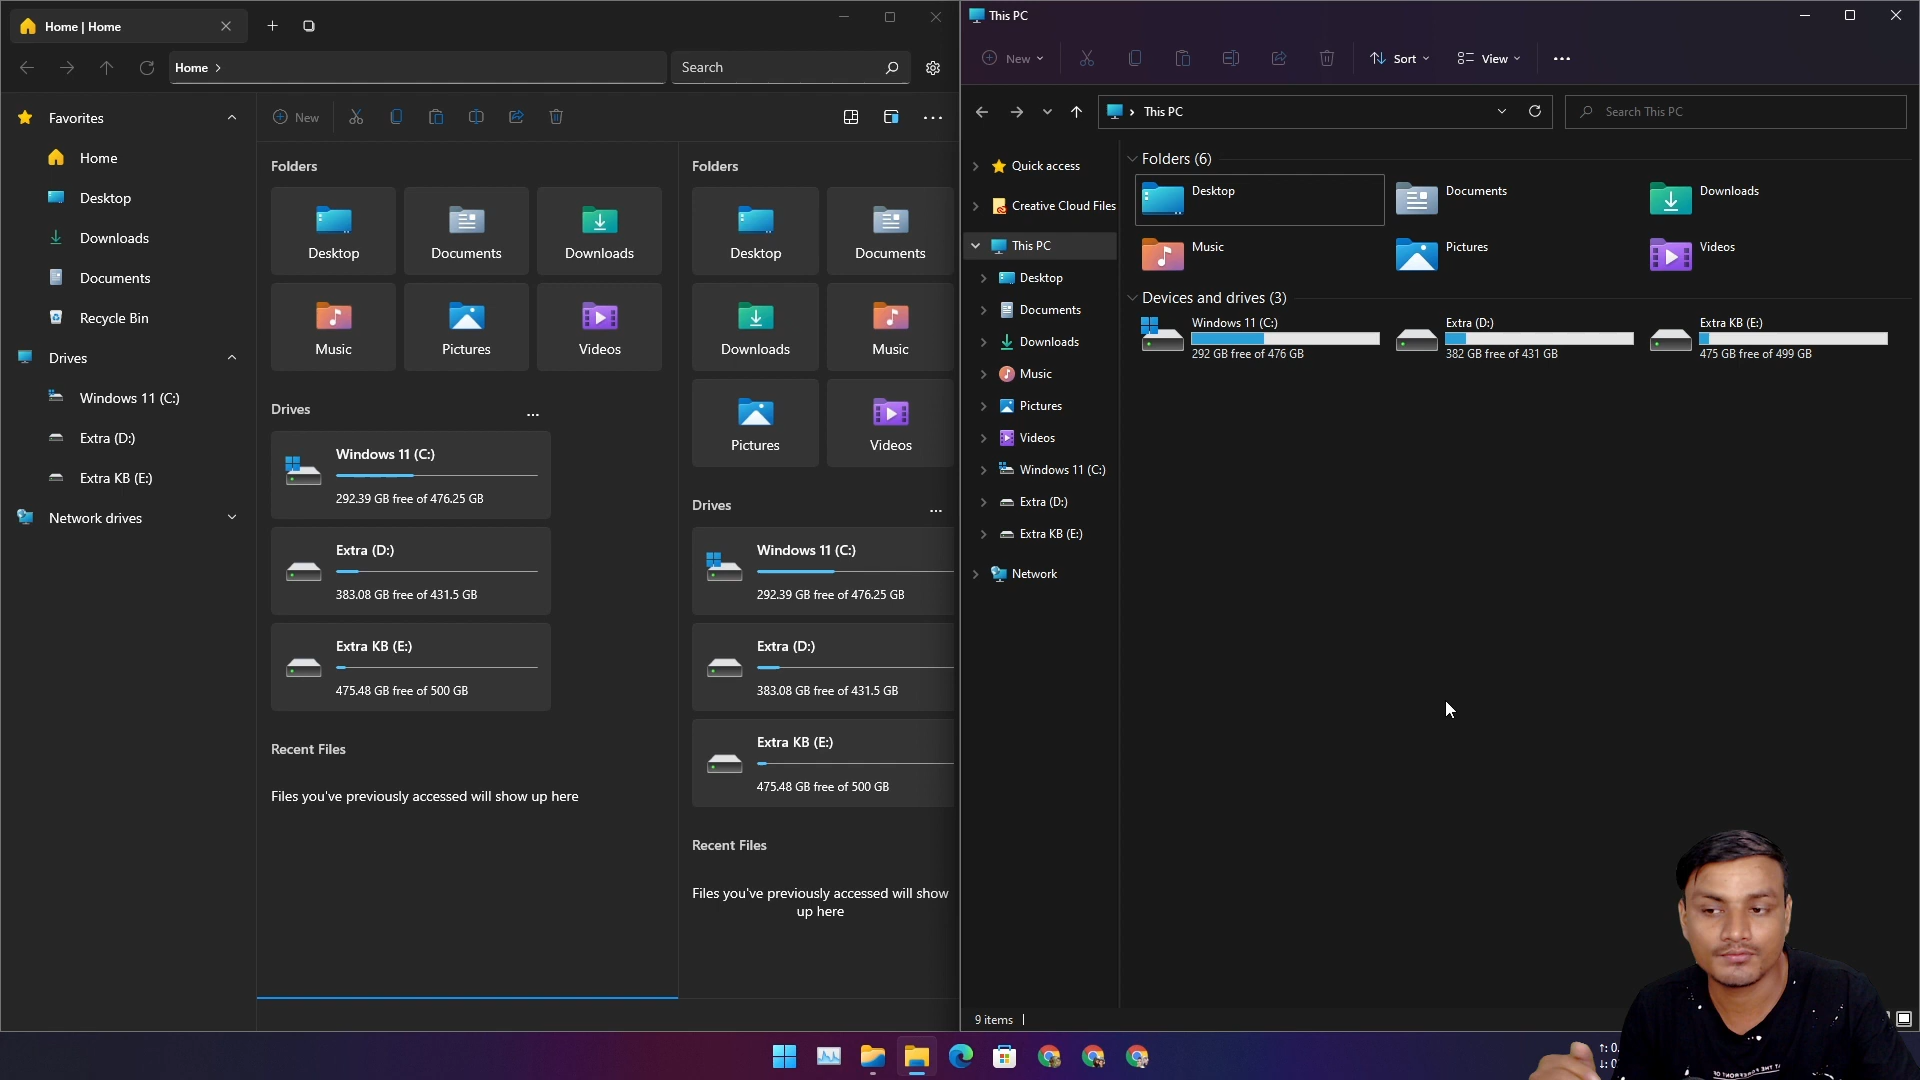 Home | Home
Home
Search
Favorites
Home
Desktop
Downloads
Documents
Recycle Bin
Drives
Windows 11 (C:)
Extra (D:)
Extra KB (E:)
Network drives
New
Folders
Desktop
Documents
Downloads
Music
Pictures
Videos
Drives
...
Windows 11 (C:)
292.39 GB free of 476.25 GB
Extra (D:)
383.08 GB free of 431.5 GB
Extra KB (E:)
475.48 GB free of 500 GB
Recent Files
Files you've previously accessed will show up here
Folders
Desktop
Documents
Downloads
Music
Pictures
Videos
Drives
...
Windows 11 (C:)
292.39 GB free of 476.25 GB
Extra (D:)
383.08 GB free of 431.5 GB
Extra KB (E:)
475.48 GB free of 500 GB
Recent Files
Files you've previously accessed will show
up here
This PC
New
Sort
View
This PC
Search This PC
Quick access
Creative Cloud Files
This PC
Desktop
Documents
Downloads
Music
Pictures
Videos
Windows 11 (C:)
Extra (D:)
Extra KB (E:)
Network
Folders (6)
Desktop
Documents
Downloads
Music
Pictures
Videos
Devices and drives (3)
Windows 11 (C:)
292 GB free of 476 GB
Extra (D:)
382 GB free of 431 GB
Extra KB (E:)
475 GB free of 499 GB
9 items